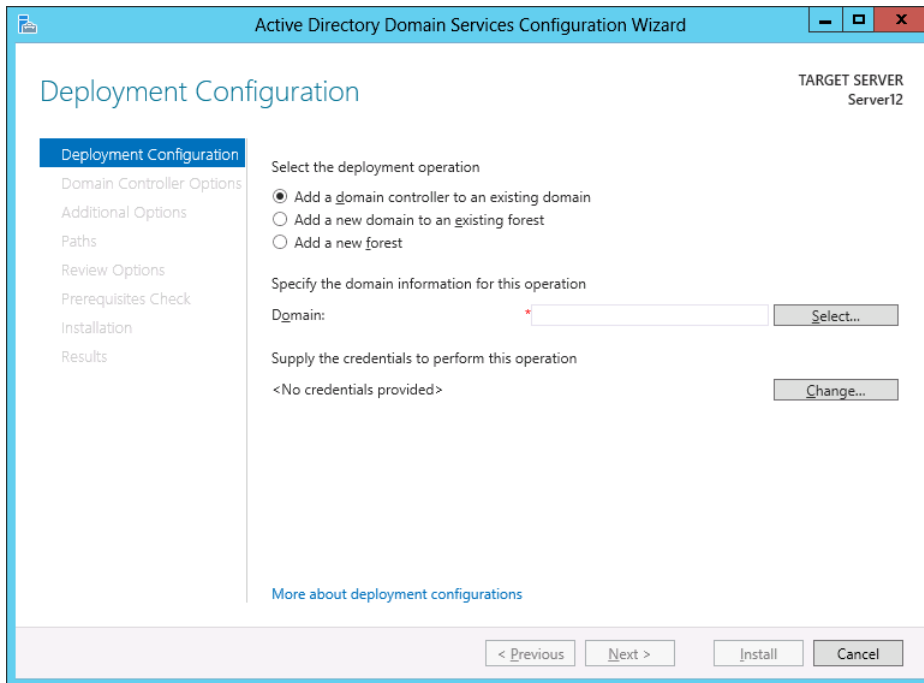 Active Directory Domain Services Configuration Wizard
Deployment Configuration
TARGET SERVER
Server12
Deployment Configuration
Domain Controller Options
Additional Options
Paths
Review Options
Prerequisites Check
Installation
Results
Select the deployment operation
Add a domain controller to an existing domain
Add a new domain to an existing forest
Add a new forest
Specify the domain information for this operation
Domain: * Select...
Supply the credentials to perform this operation
<No credentials provided> Change...
More about deployment configurations
< Previous Next > Install Cancel